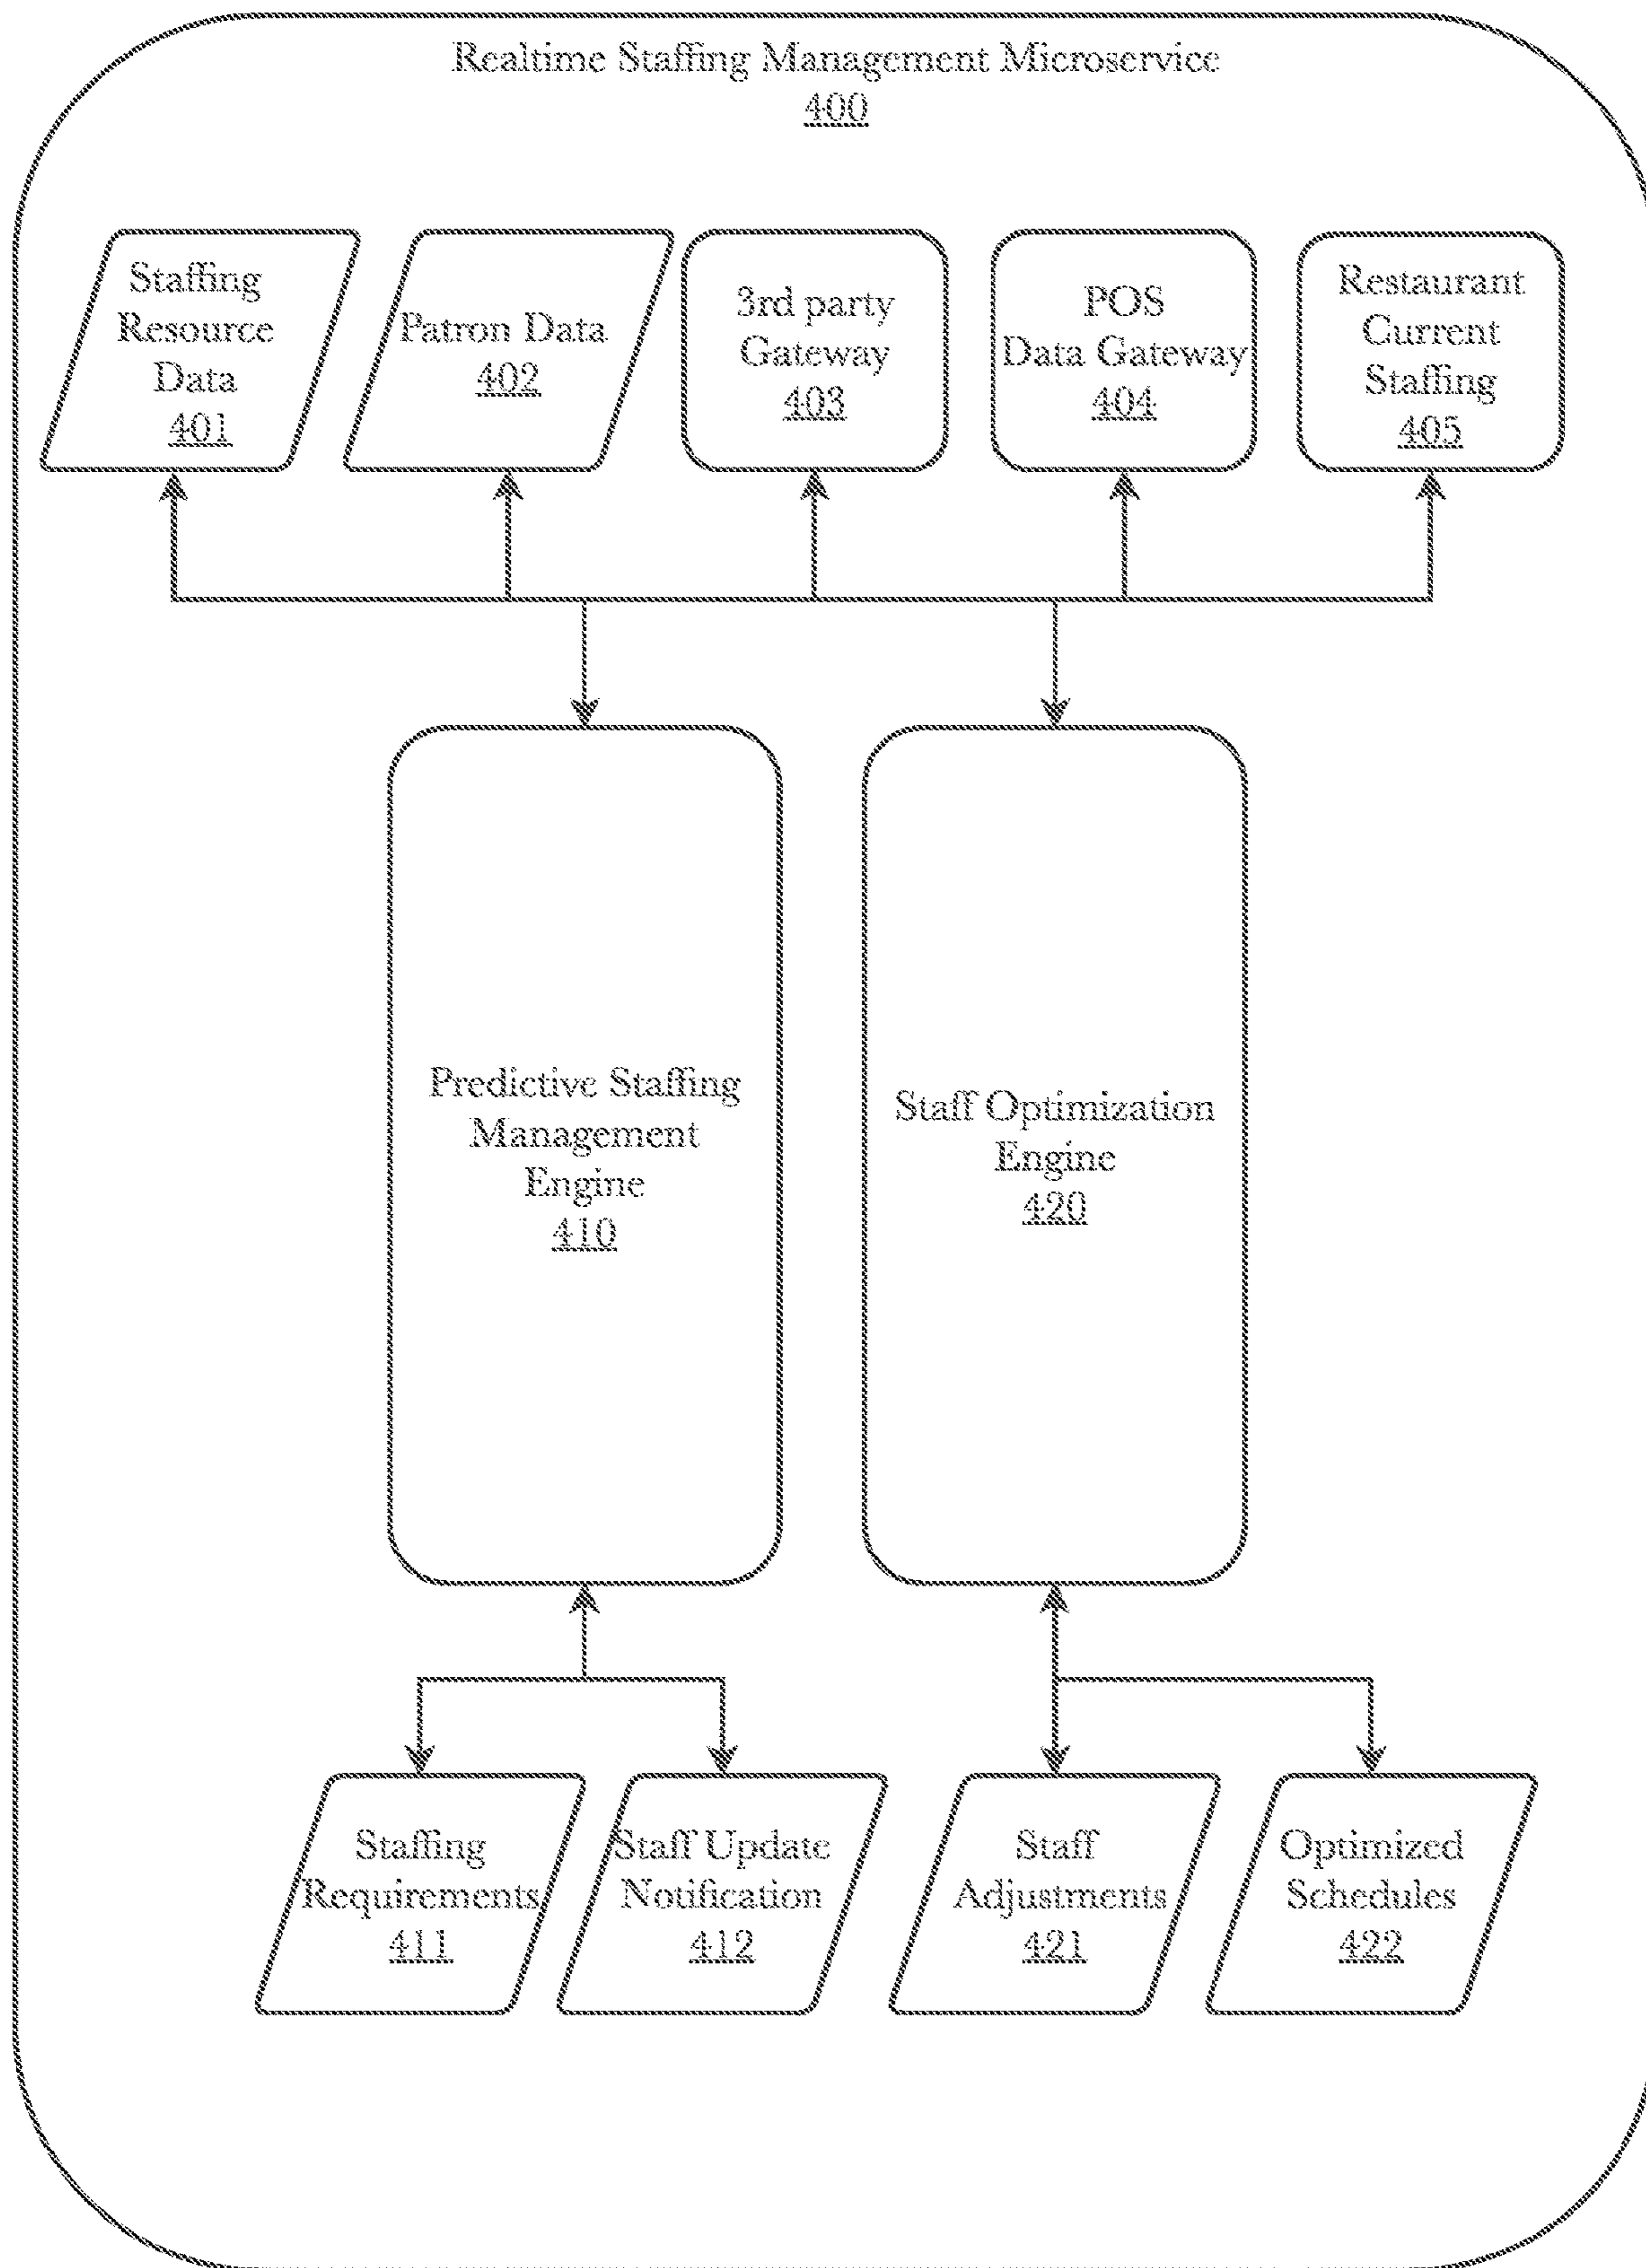 Realtime Staffing Management Microservice
400
Staffing
Resource
Data
401
Patron Data
402
3rd party
Gateway
403
POS
Data Gateway
404
Restaurant
Current
Staffing
405
Predictive Staffing
Management
Engine
410
Staff Optimization
Engine
420
Staffing
Requirements
411
Staff Update
Notification
412
Staff
Adjustments
421
Optimized
Schedules
422